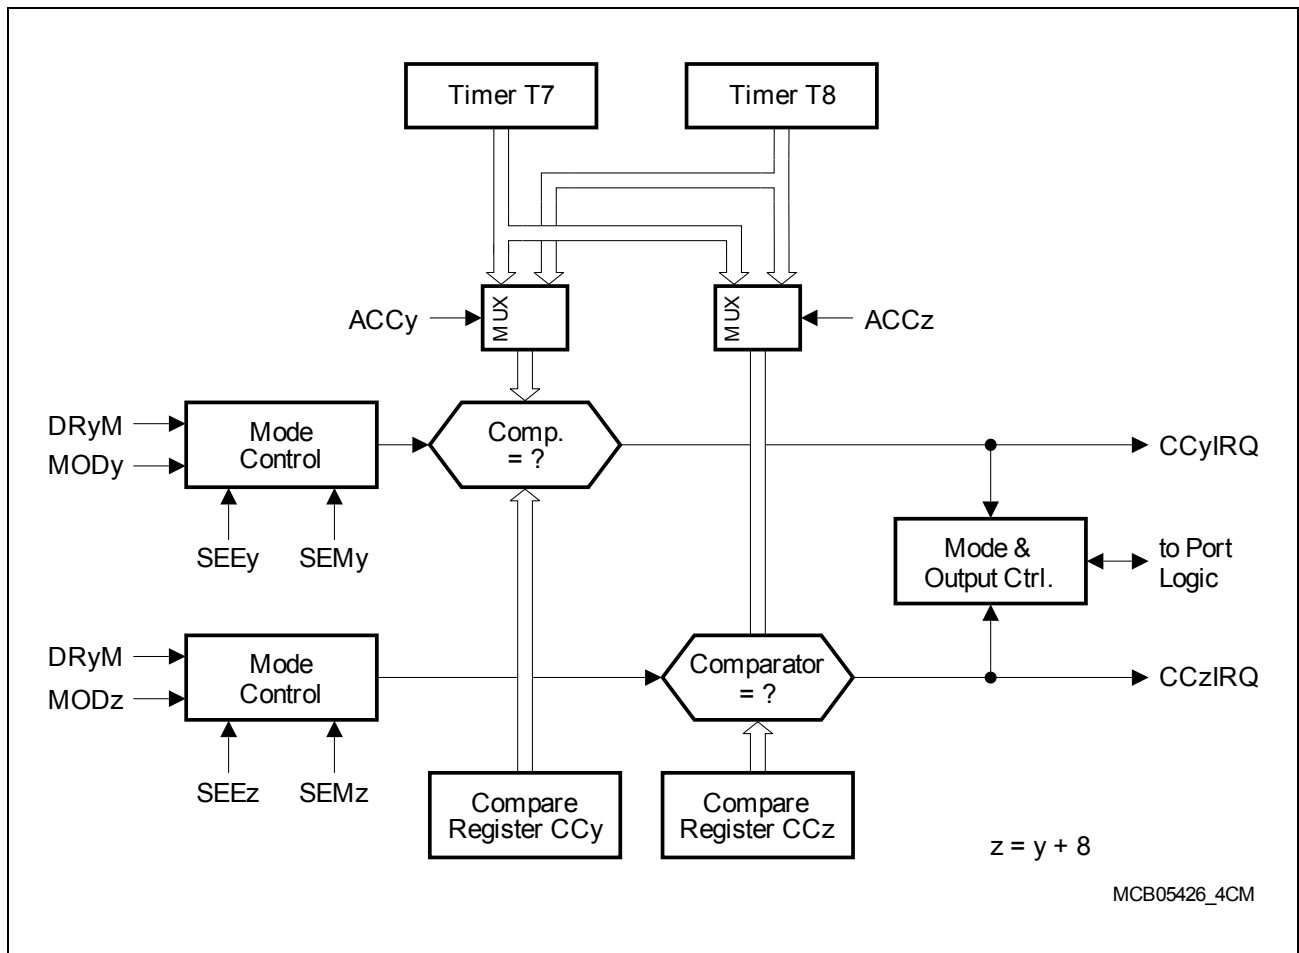 Timer T7
Timer T8
MUX
MUX
ACCy
ACCz
DRyM
MODy
Mode
Control
Comp.
= ?
CCyIRQ
SEEy
SEMy
Mode &
Output Ctrl.
to Port
Logic
DRyM
MODz
Mode
Control
Comparator
= ?
CCzIRQ
SEEz
SEMz
Compare
Register CCy
Compare
Register CCz
z = y + 8
MCB05426_4CM